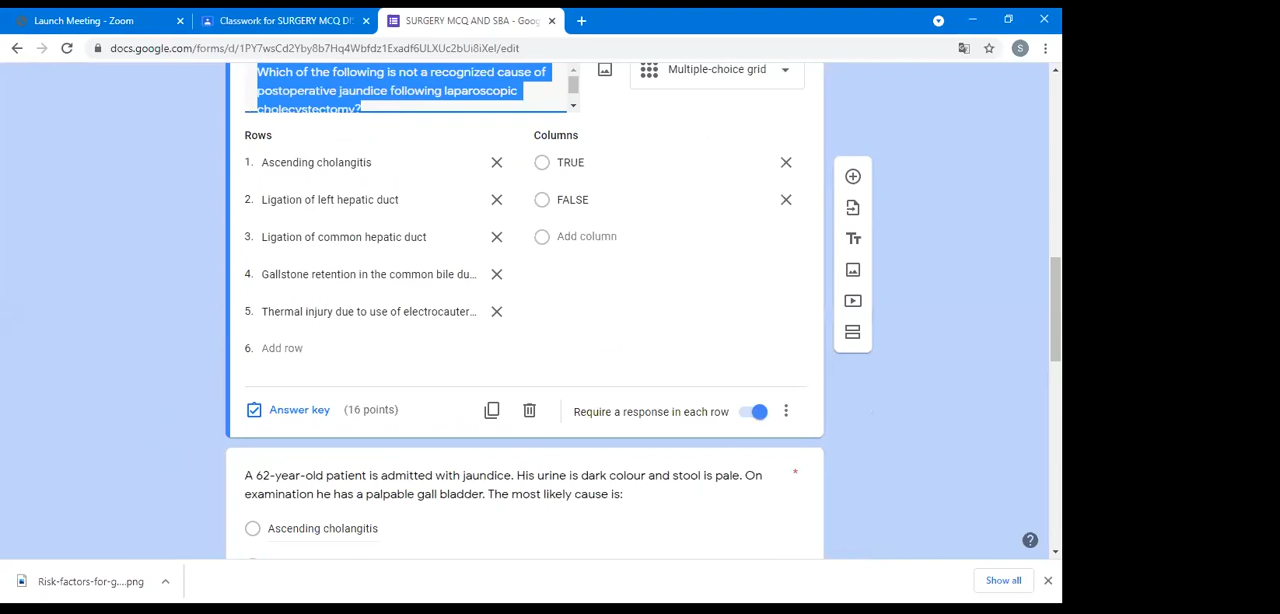 Launch Meeting - Zoom
Classwork for SURGERY MCQ DI
SURGERY MCQ AND SBA - Goog
docs.google.com/forms/d/1PY7wsCd2Yby8b7Hq4Wbfdz1Exadf6ULXUc2bUi8iXeI/edit
S
Which of the following is not a recognized cause of
postoperative jaundice following laparoscopic
cholecystectomy?
Multiple-choice grid
Rows
Columns
1. Ascending cholangitis
TRUE
2. Ligation of left hepatic duct
FALSE
3. Ligation of common hepatic duct
Add column
4. Gallstone retention in the common bile du...
5. Thermal injury due to use of electrocauter...
6. Add row
Answer key (16 points)
Require a response in each row
A 62-year-old patient is admitted with jaundice. His urine is dark colour and stool is pale. On *
examination he has a palpable gall bladder. The most likely cause is:
Ascending cholangitis
Risk-factors-for-g....png
Show all